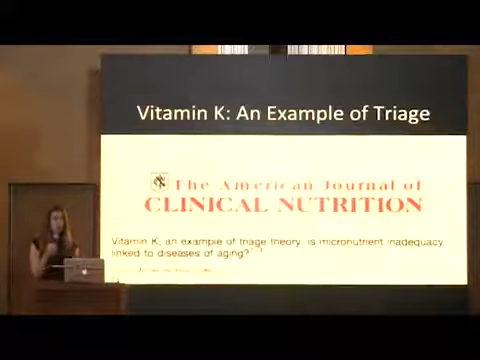 Vitamin K: An Example of Triage
The American Journal of
CLINICAL NUTRITION
Vitamin K, an example of triage theory: is micronutrient inadequacy
linked to diseases of aging?